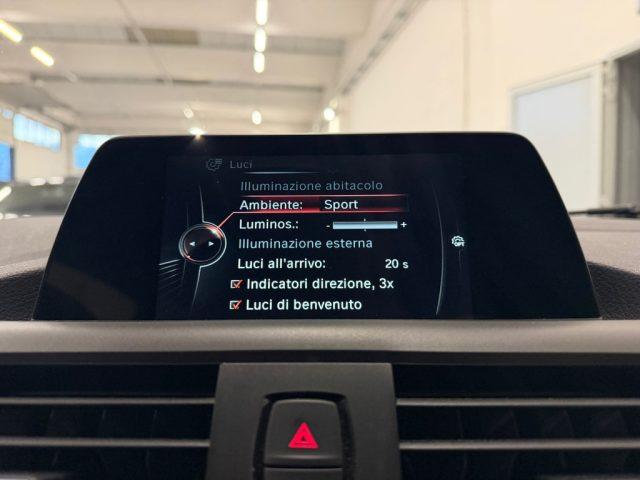 Luci
Illuminazione abitacolo
Ambiente: Sport
Luminos.: - +
Illuminazione esterna
Luci all'arrivo: 20 s
Indicatori direzione, 3x
Luci di benvenuto